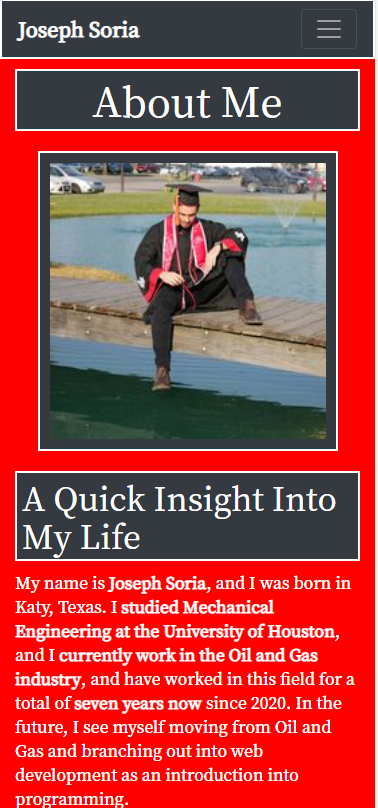 Joseph Soria
About Me
A Quick Insight Into
My Life
My name is Joseph Soria, and I was born in
Katy, Texas. I studied Mechanical
Engineering at the University of Houston,
and I currently work in the Oil and Gas
industry, and have worked in this field for a
total of seven years now since 2020. In the
future, I see myself moving from Oil and
Gas and branching out into web
development as an introduction into
programming.